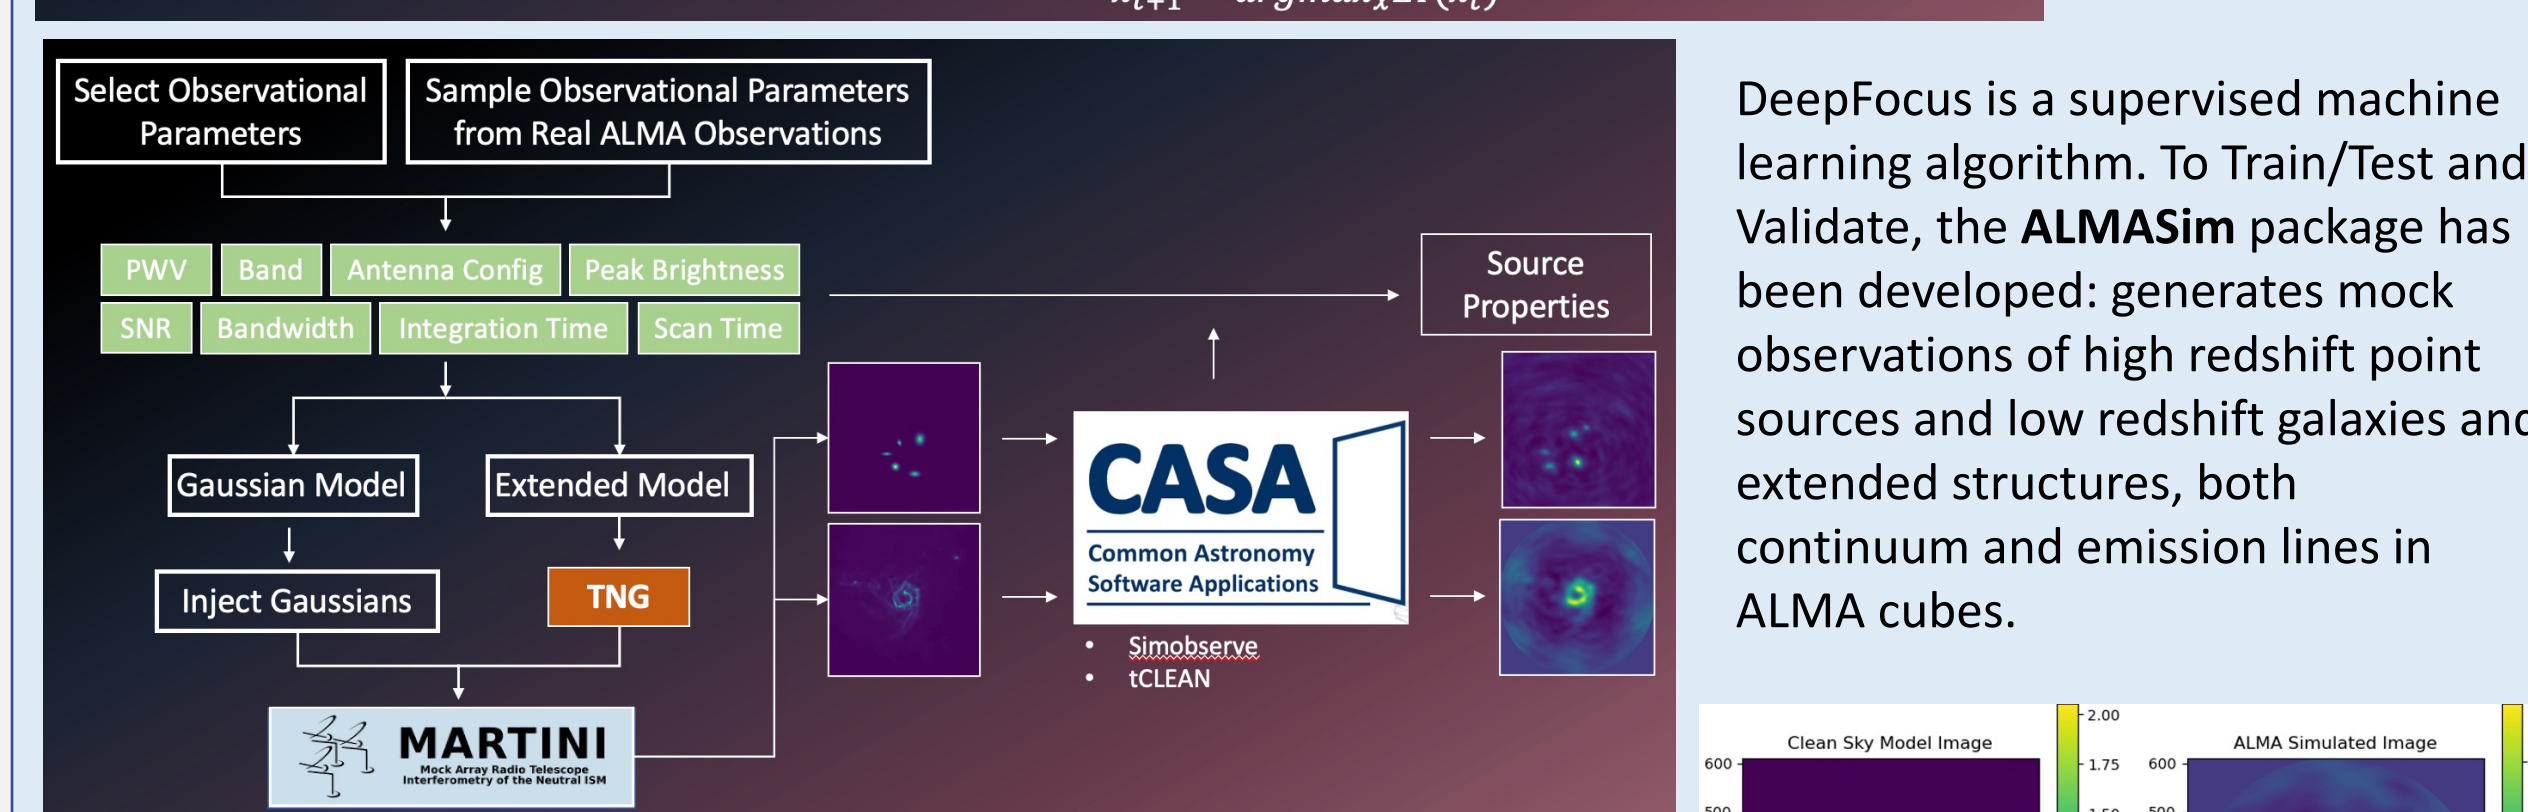 Select Observational
Parameters
Sample Observational Parameters
from Real ALMA Observations
PWV
Band
Antenna Config
Peak Brightness
SNR
Bandwidth
Integration Time
Scan Time
Source
Properties
Gaussian Model
Extended Model
Inject Gaussians
TNG
MARTINI
Mock Array Radio Telescope
Interferometry of the Neutral ISM
CASA
Common Astronomy
Software Applications
• Simobserve
• tCLEAN
DeepFocus is a supervised machine
learning algorithm. To Train/Test and
Validate, the ALMASim package has
been developed: generates mock
observations of high redshift point
sources and low redshift galaxies and
extended structures, both
continuum and emission lines in
ALMA cubes.
Clean Sky Model Image
600
2.00
1.75
ALMA Simulated Image
600